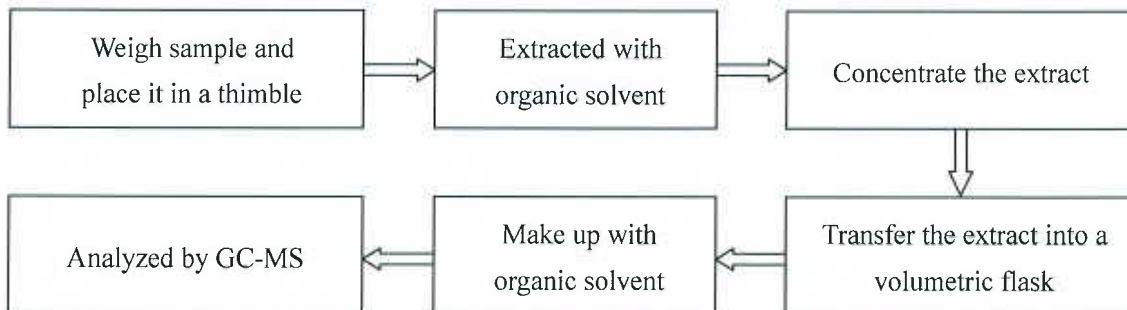 Weigh sample and
place it in a thimble
Extracted with
organic solvent
Concentrate the extract
Transfer the extract into a
volumetric flask
Make up with
organic solvent
Analyzed by GC-MS